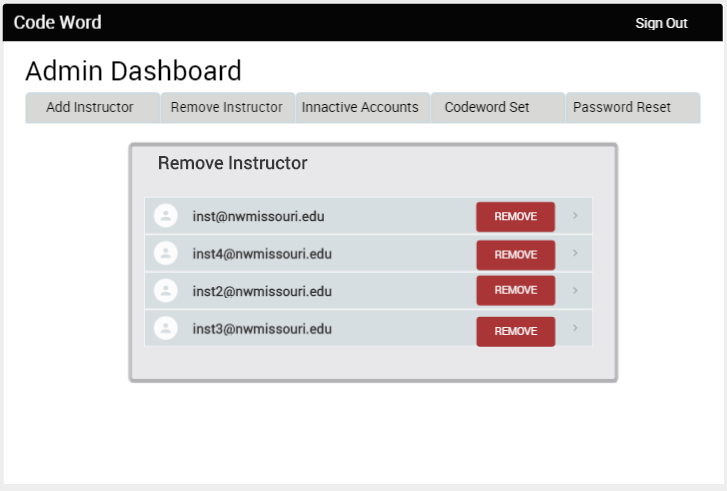 Code Word Sign Out
Admin Dashboard
Add Instructor Remove Instructor Innactive Accounts Codeword Set Password Reset
Remove Instructor
inst@nwmissouri.edu REMOVE
inst4@nwmissouri.edu REMOVE
inst2@nwmissouri.edu REMOVE
inst3@nwmissouri.edu REMOVE